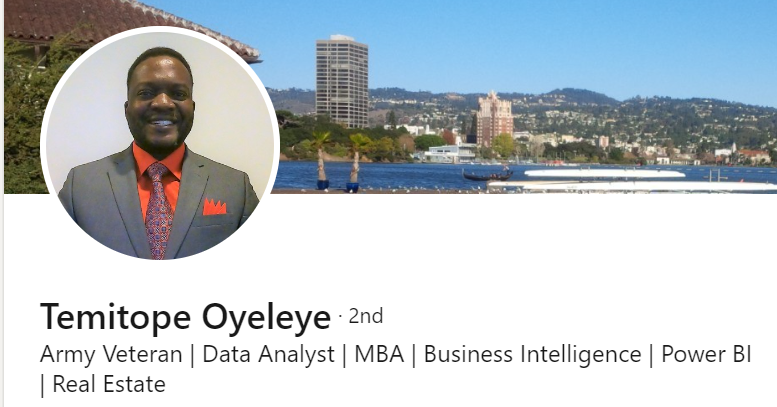 Temitope Oyeleye · 2nd
Army Veteran | Data Analyst | MBA | Business Intelligence | Power BI
| Real Estate